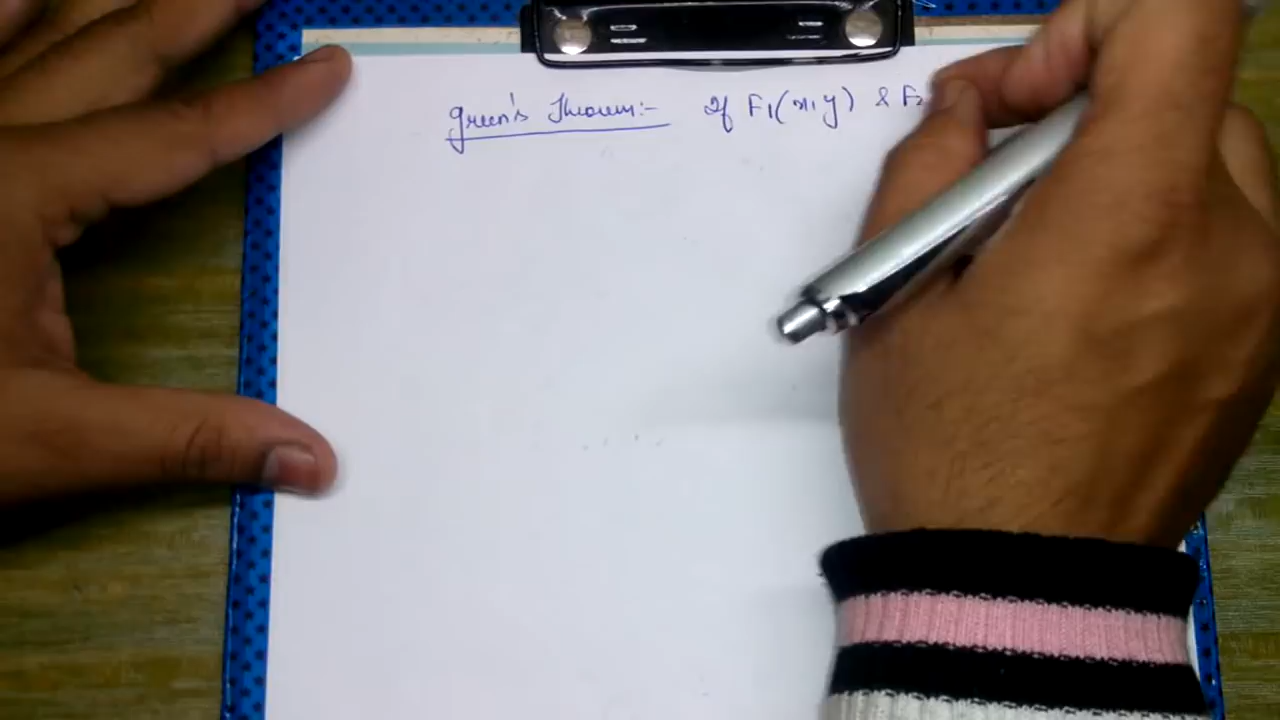 Green's Theorem:- If F₁(x,y) & F₂